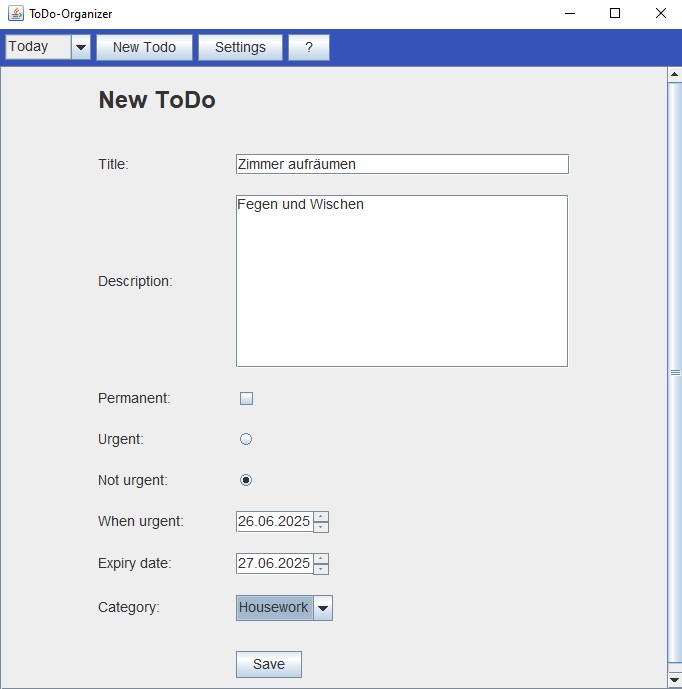 ToDo-Organizer
Today New Todo Settings ?
New ToDo
Title: Zimmer aufräumen
Description: Fegen und Wischen
Permanent:
Urgent:
Not urgent:
When urgent: 26.06.2025
Expiry date: 27.06.2025
Category: Housework
Save